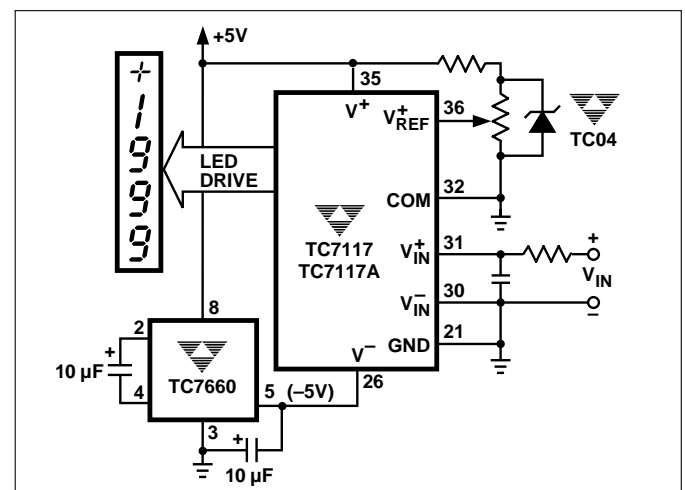 +5V
+1999
35
V+
36
V+REF
TC04
LED
DRIVE
32
COM
TC7117
TC7117A
31
V+IN
+
VIN
30
V−IN
−
21
GND
V−
26
8
2
+
10 µF
4
TC7660
5 (–5V)
3
+
10 µF